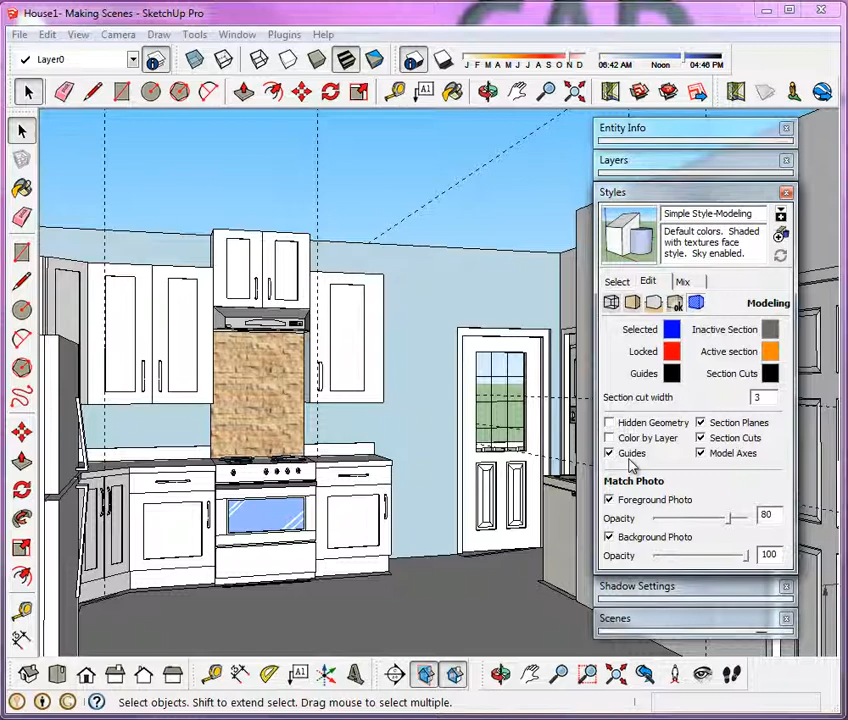 House1- Making Scenes - SketchUp Pro
CAD
File Edit View Camera Draw Tools Window Plugins Help
Layer0
J F M A M J J A S O N D
06:42 AM Noon 04:46 PM
A1
Entity Info
Layers
Styles
Simple Style-Modeling
Default colors. Shaded
with textures face
style. Sky enabled.
Select Edit Mix
Modeling
Selected Inactive Section
Locked Active section
Guides Section Cuts
Section cut width 3
Hidden Geometry Section Planes
Color by Layer Section Cuts
Guides Model Axes
Match Photo
Foreground Photo
Opacity 80
Background Photo
Opacity 100
Shadow Settings
Scenes
A1
Select objects. Shift to extend select. Drag mouse to select multiple.